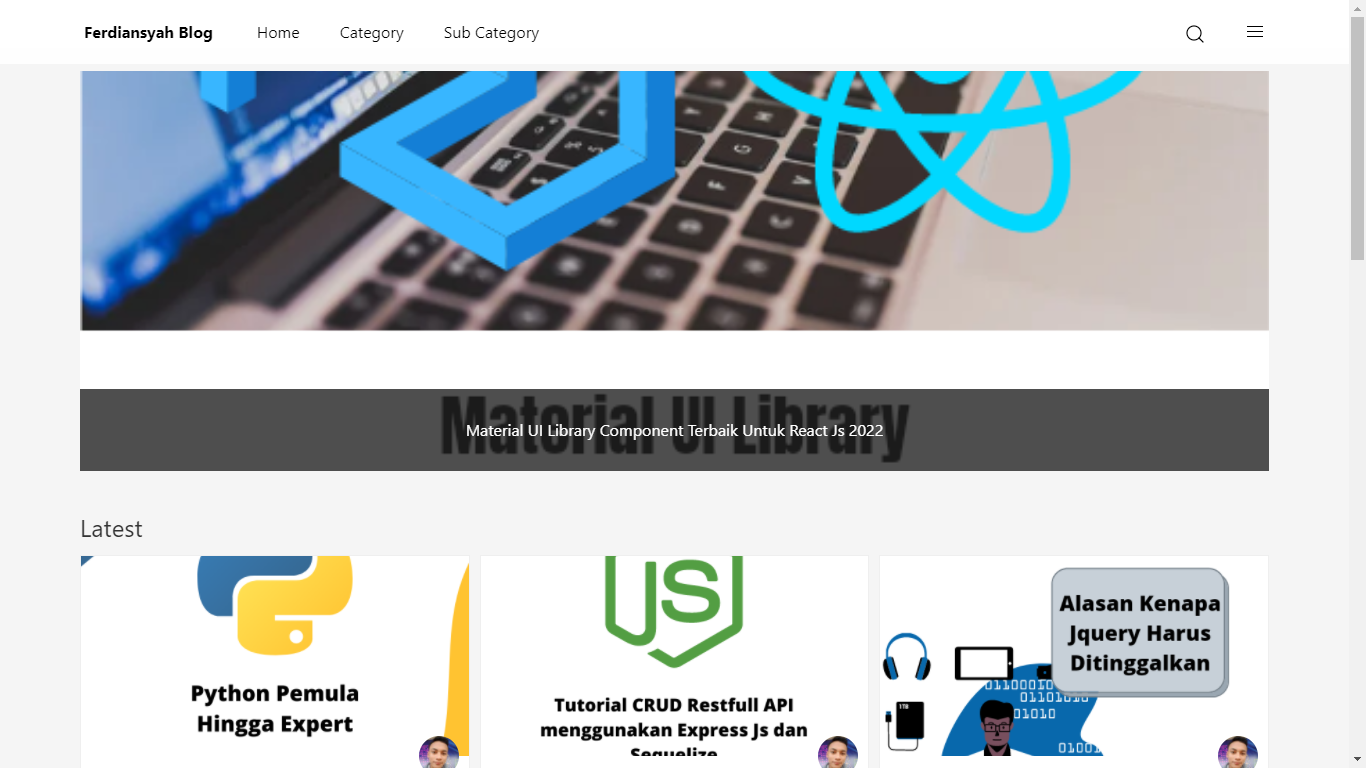 Ferdiansyah Blog Home Category Sub Category
Material UI Library
Material UI Library Component Terbaik Untuk React Js 2022
Latest
Python Pemula
Hingga Expert
JS
Tutorial CRUD Restfull API
menggunakan Express Js dan
Sequelize
Alasan Kenapa
Jquery Harus
Ditinggalkan
1TB
01101010
01010